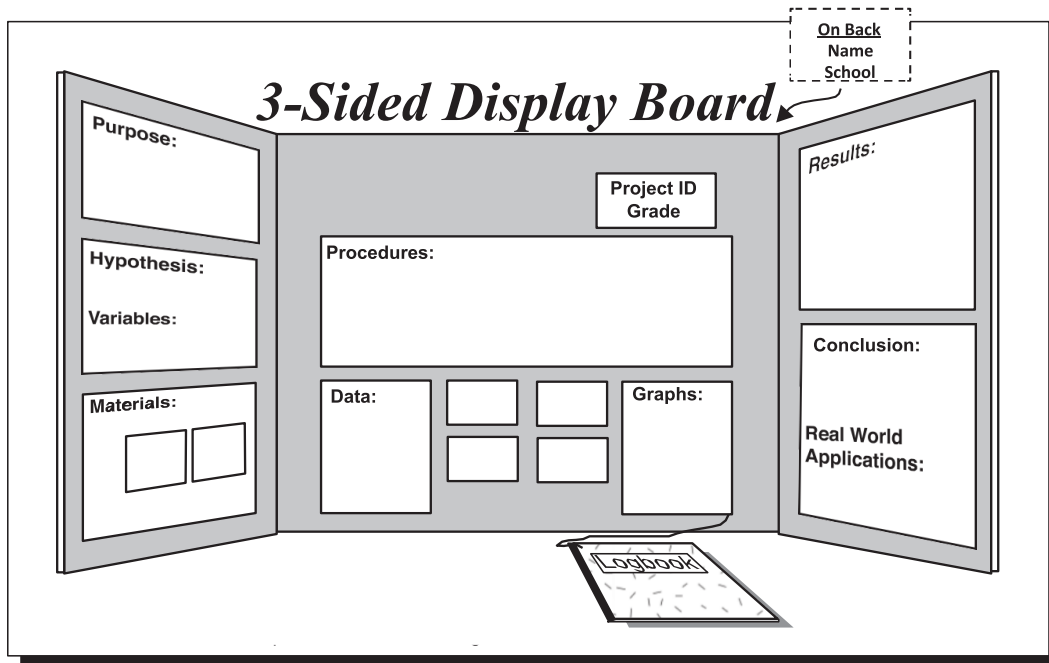 On Back
Name
School
3-Sided Display Board
Purpose:
Hypothesis:
Variables:
Materials:
Project ID
Grade
Procedures:
Data:
Graphs:
Results:
Conclusion:
Real World
Applications:
Logbook